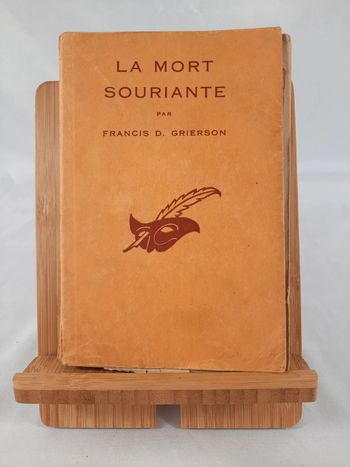 LA MORT
SOURIANTE
PAR
FRANCIS D. GRIERSON